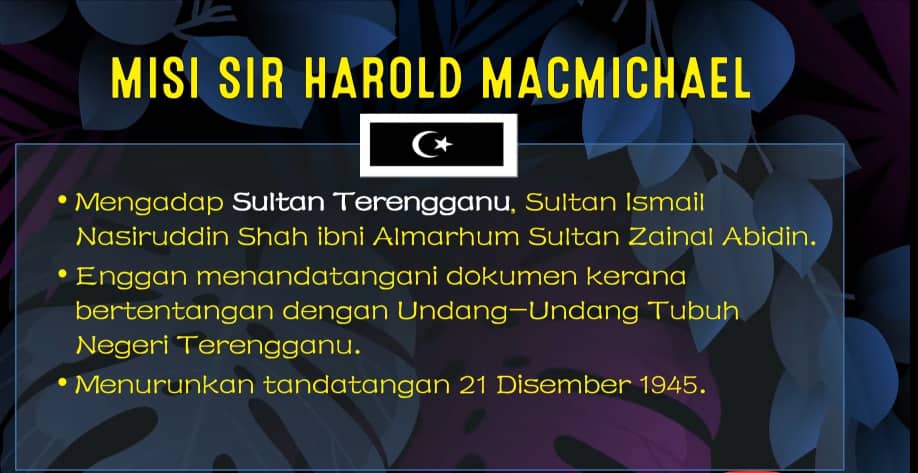 MISI SIR HAROLD MACMICHAEL
• Mengadap Sultan Terengganu, Sultan Ismail
Nasiruddin Shah ibni Almarhum Sultan Zainal Abidin.
• Enggan menandatangani dokumen kerana
bertentangan dengan Undang-Undang Tubuh
Negeri Terengganu.
• Menurunkan tandatangan 21 Disember 1945.